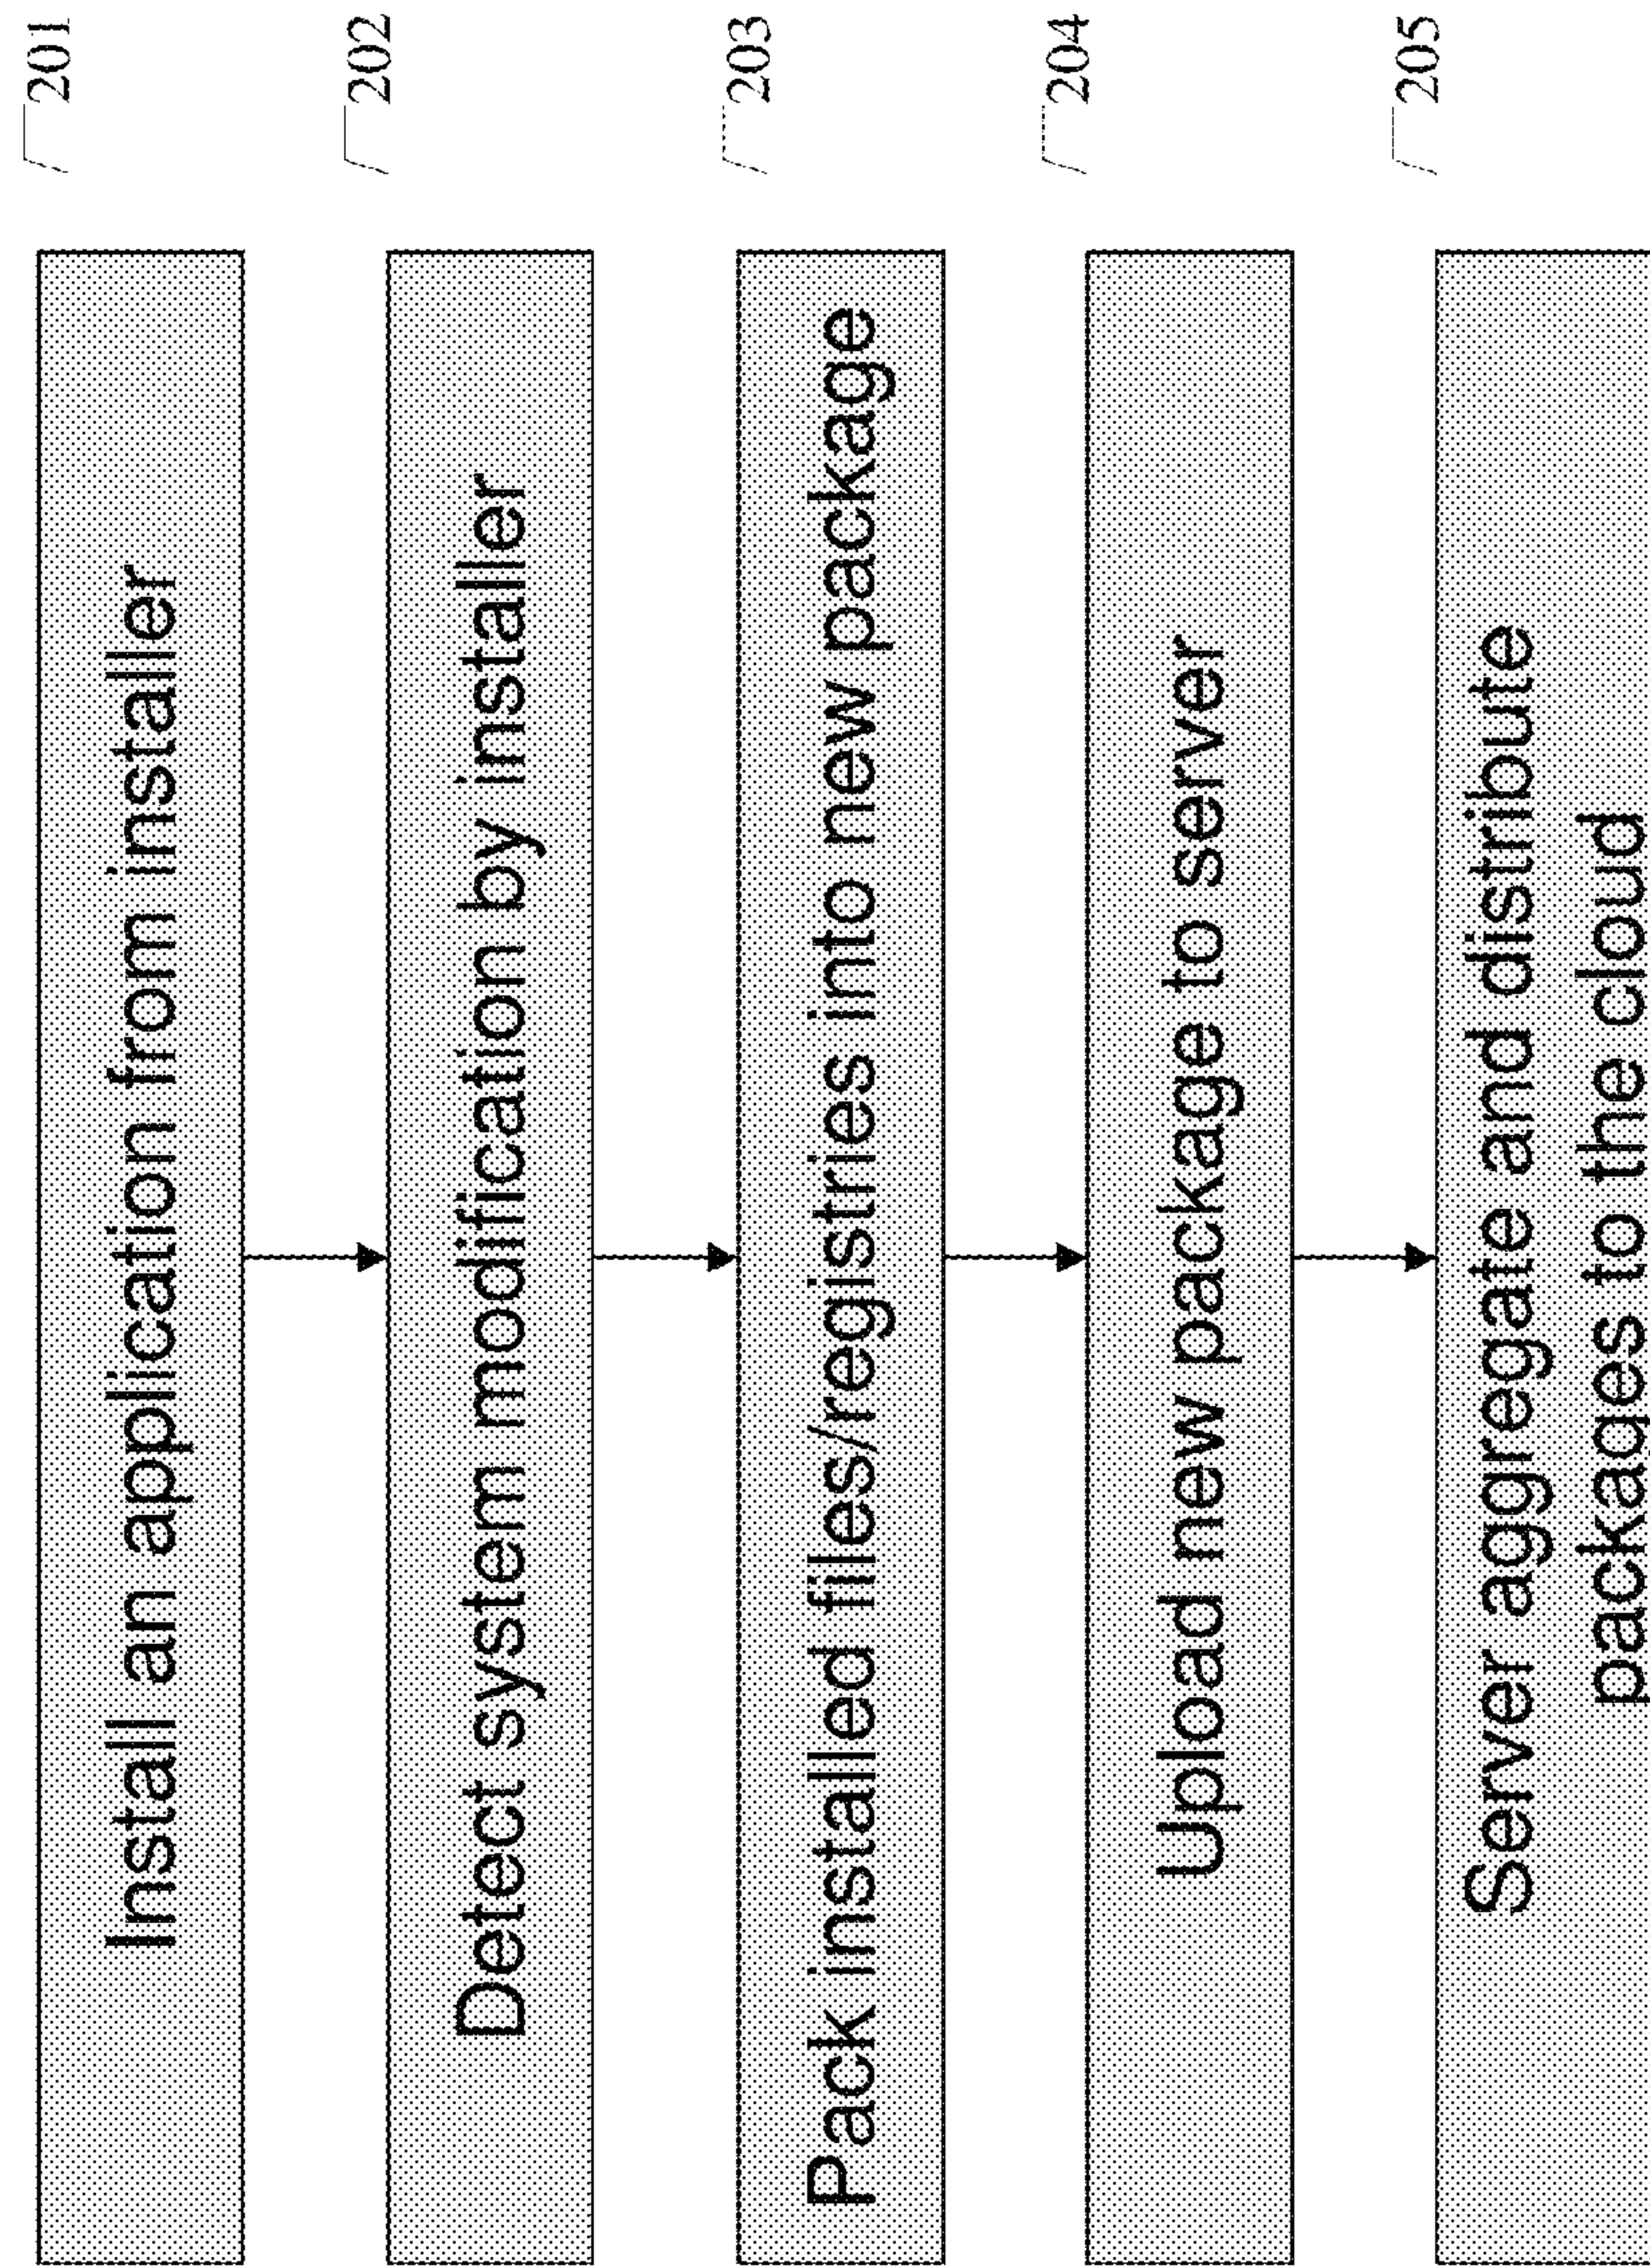 Install an application from installer
201
Detect system modification by installer
202
Pack installed files/registries into new package
203
Upload new package to server
204
Server aggregate and distribute
packages to the cloud
205